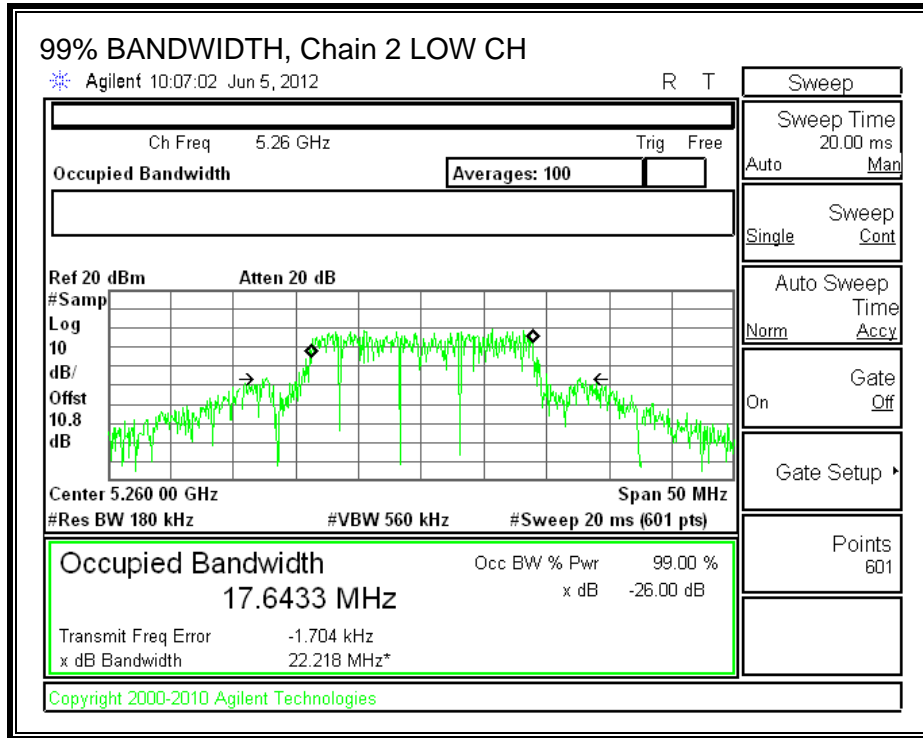 99% BANDWIDTH, Chain 2 LOW CH
Agilent 10:07:02 Jun 5, 2012 R T
Ch Freq 5.26 GHz Trig Free
Occupied Bandwidth Averages: 100
Ref 20 dBm Atten 20 dB
#Samp
Log
10
dB/
Offst
10.8
dB
Center 5.260 00 GHz Span 50 MHz
#Res BW 180 kHz #VBW 560 kHz #Sweep 20 ms (601 pts)
Occupied Bandwidth Occ BW % Pwr 99.00 %
17.6433 MHz x dB -26.00 dB
Transmit Freq Error -1.704 kHz
x dB Bandwidth 22.218 MHz*
Copyright 2000-2010 Agilent Technologies
Sweep
Sweep Time
20.00 ms
Auto Man
Sweep
Single Cont
Auto Sweep
Time
Norm Accy
Gate
On Off
Gate Setup
Points
601